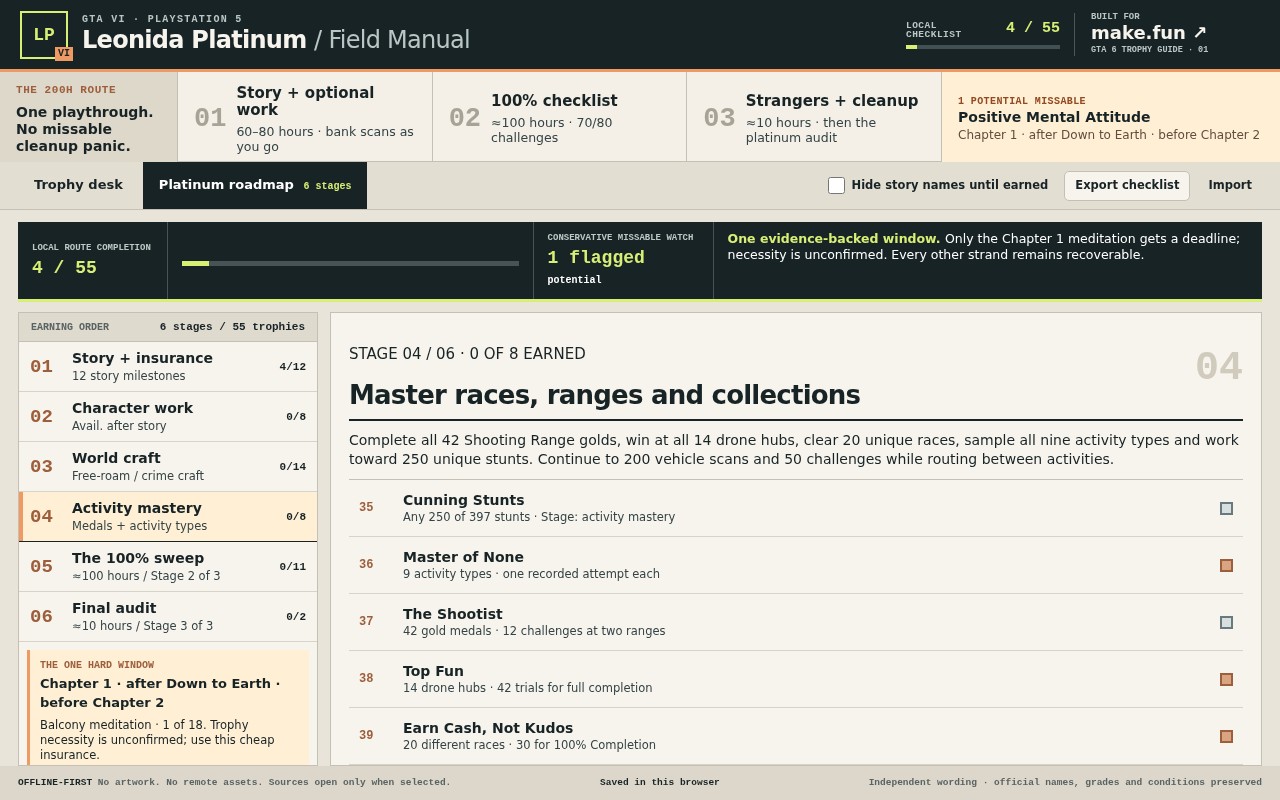 LP
VI
GTA VI · PLAYSTATION 5
Leonida Platinum / Field Manual
LOCAL
CHECKLIST
4 / 55
BUILT FOR
make.fun ↗
GTA 6 TROPHY GUIDE · 01
THE 200H ROUTE
One playthrough.
No missable
cleanup panic.
01
Story + optional
work
60–80 hours · bank scans as
you go
02
100% checklist
≈100 hours · 70/80
challenges
03
Strangers + cleanup
≈10 hours · then the
platinum audit
1 POTENTIAL MISSABLE
Positive Mental Attitude
Chapter 1 · after Down to Earth · before Chapter 2
Trophy desk
Platinum roadmap 6 stages
Hide story names until earned
Export checklist
Import
LOCAL ROUTE COMPLETION
4 / 55
CONSERVATIVE MISSABLE WATCH
1 flagged
potential
One evidence-backed window. Only the Chapter 1 meditation gets a deadline;
necessity is unconfirmed. Every other strand remains recoverable.
EARNING ORDER
6 stages / 55 trophies
01
Story + insurance
12 story milestones
4/12
02
Character work
Avail. after story
0/8
03
World craft
Free-roam / crime craft
0/14
04
Activity mastery
Medals + activity types
0/8
05
The 100% sweep
≈100 hours / Stage 2 of 3
0/11
06
Final audit
≈10 hours / Stage 3 of 3
0/2
THE ONE HARD WINDOW
Chapter 1 · after Down to Earth ·
before Chapter 2
Balcony meditation · 1 of 18. Trophy
necessity is unconfirmed; use this cheap
insurance.
STAGE 04 / 06 · 0 OF 8 EARNED
04
Master races, ranges and collections
Complete all 42 Shooting Range golds, win at all 14 drone hubs, clear 20 unique races, sample all nine activity types and work
toward 250 unique stunts. Continue to 200 vehicle scans and 50 challenges while routing between activities.
35
Cunning Stunts
Any 250 of 397 stunts · Stage: activity mastery
36
Master of None
9 activity types · one recorded attempt each
37
The Shootist
42 gold medals · 12 challenges at two ranges
38
Top Fun
14 drone hubs · 42 trials for full completion
39
Earn Cash, Not Kudos
20 different races · 30 for 100% Completion
OFFLINE-FIRST No artwork. No remote assets. Sources open only when selected.
Saved in this browser
Independent wording · official names, grades and conditions preserved